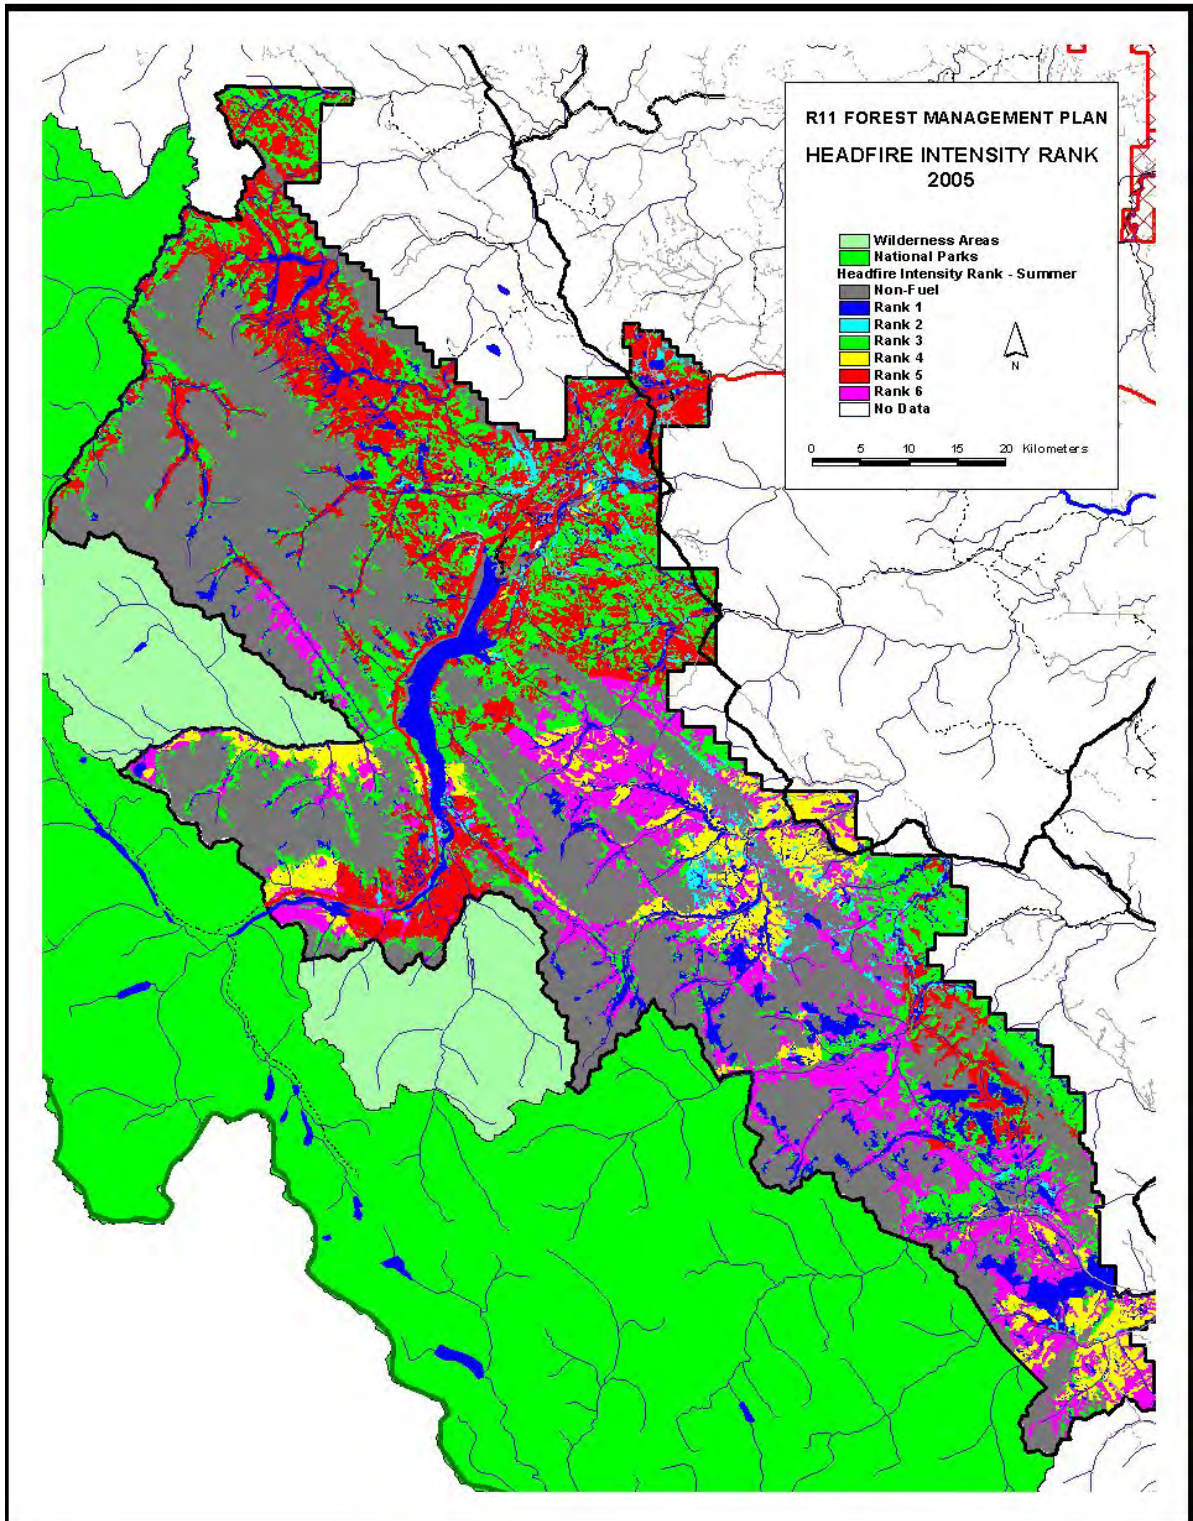 R11 FOREST MANAGEMENT PLAN
HEADFIRE INTENSITY RANK
2005
Wilderness Areas
National Parks
Headfire Intensity Rank - Summer
Non-Fuel
Rank 1
Rank 2
Rank 3
Rank 4
Rank 5
Rank 6
No Data
N
0 5 10 15 20 Kilometers